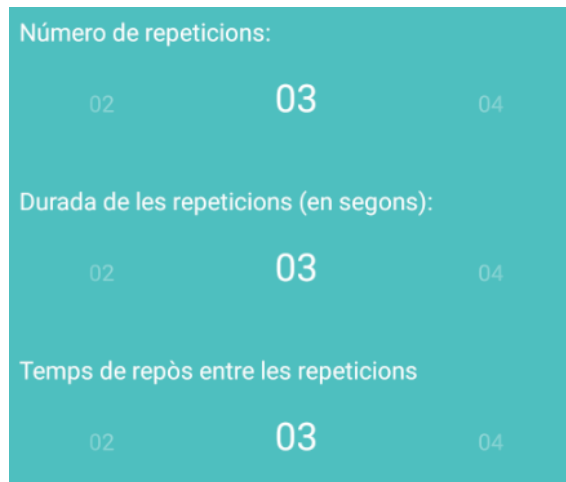 Número de repeticions:
02 03 04
Durada de les repeticions (en segons):
02 03 04
Temps de repòs entre les repeticions
02 03 04